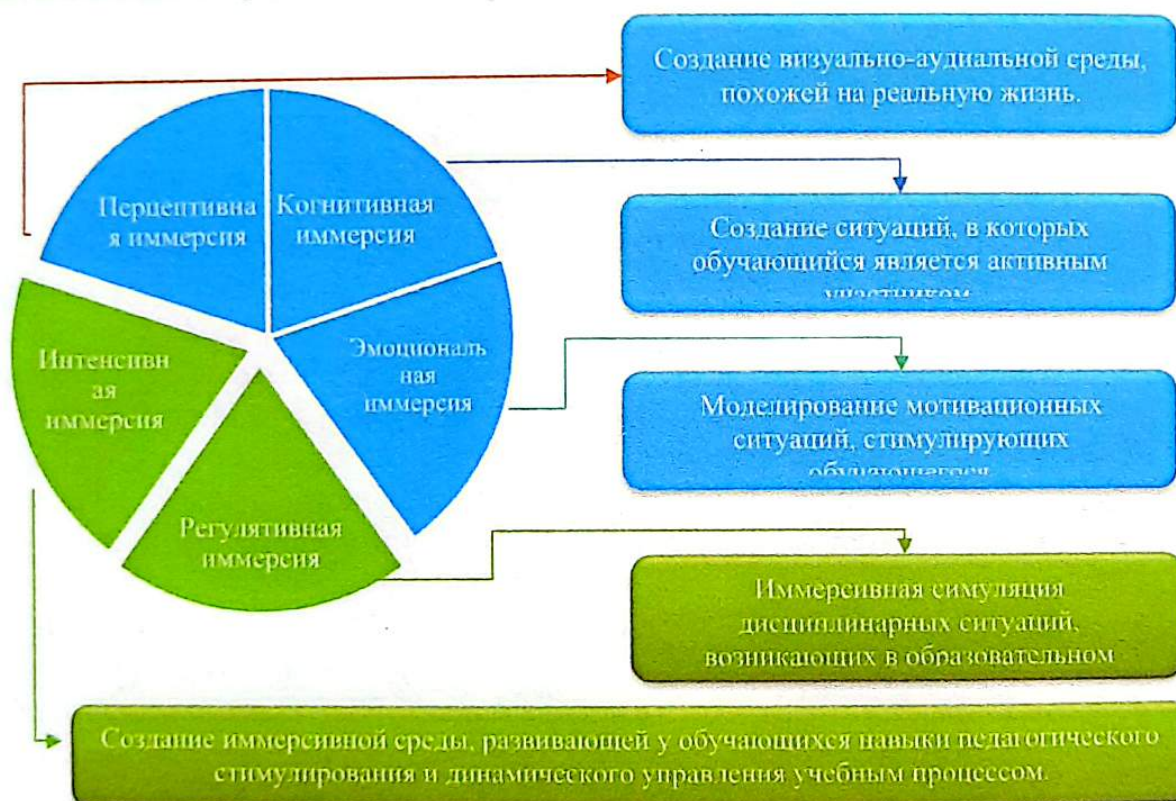 Создание визуально-аудиальной среды,
похожей на реальную жизнь.
Перцептивна
я иммерсия
Когнитивная
иммерсия
Создание ситуаций, в которых
обучающийся является активным
участником
Интенсивн
ая
иммерсия
Эмоциональ
ная
иммерсия
Моделирование мотивационных
ситуаций, стимулирующих
обучающегося
Регулятивная
иммерсия
Иммерсивная симуляция
дисциплинарных ситуаций,
возникающих в образовательном
Создание иммерсивной среды, развивающей у обучающихся навыки педагогического
стимулирования и динамического управления учебным процессом.